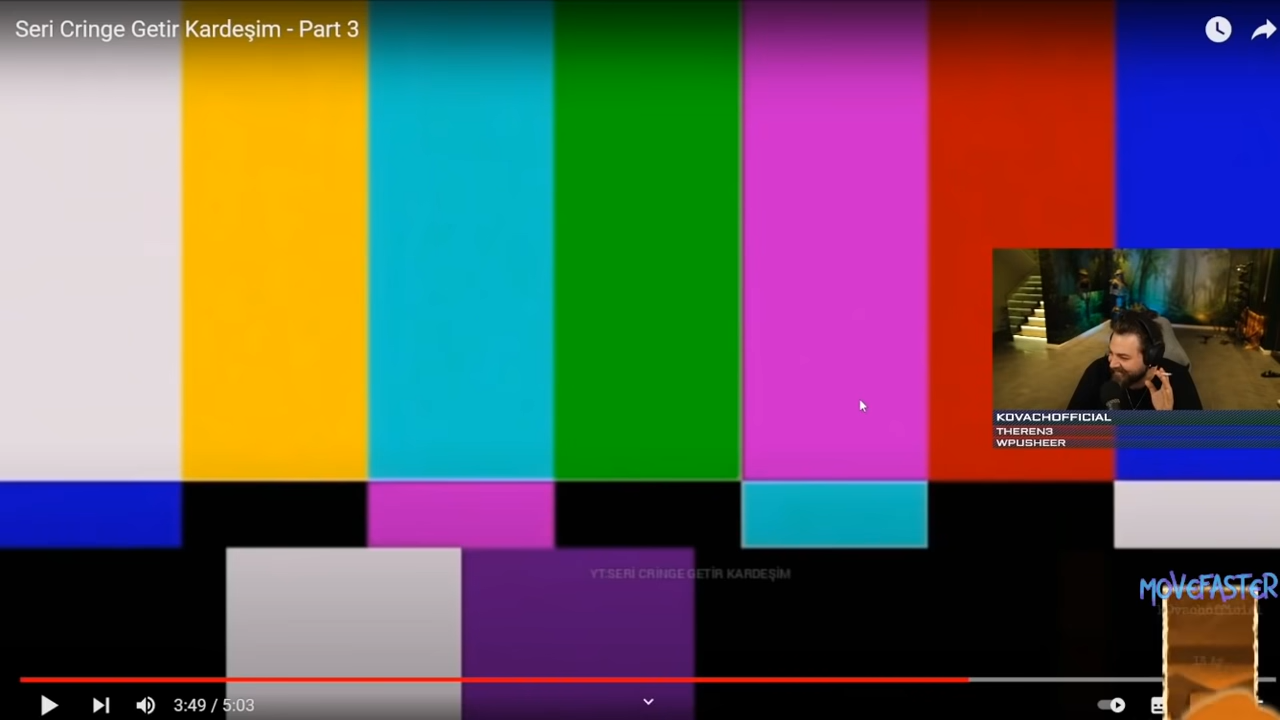 Seri Cringe Getir Kardeşim - Part 3
KOVACHOFFICIAL
THEREN3
WPUSHEER
YT:SERİ CRINGE GETİR KARDEŞİM
MOVEFASTER
kovachofficial
3:49 / 5:03